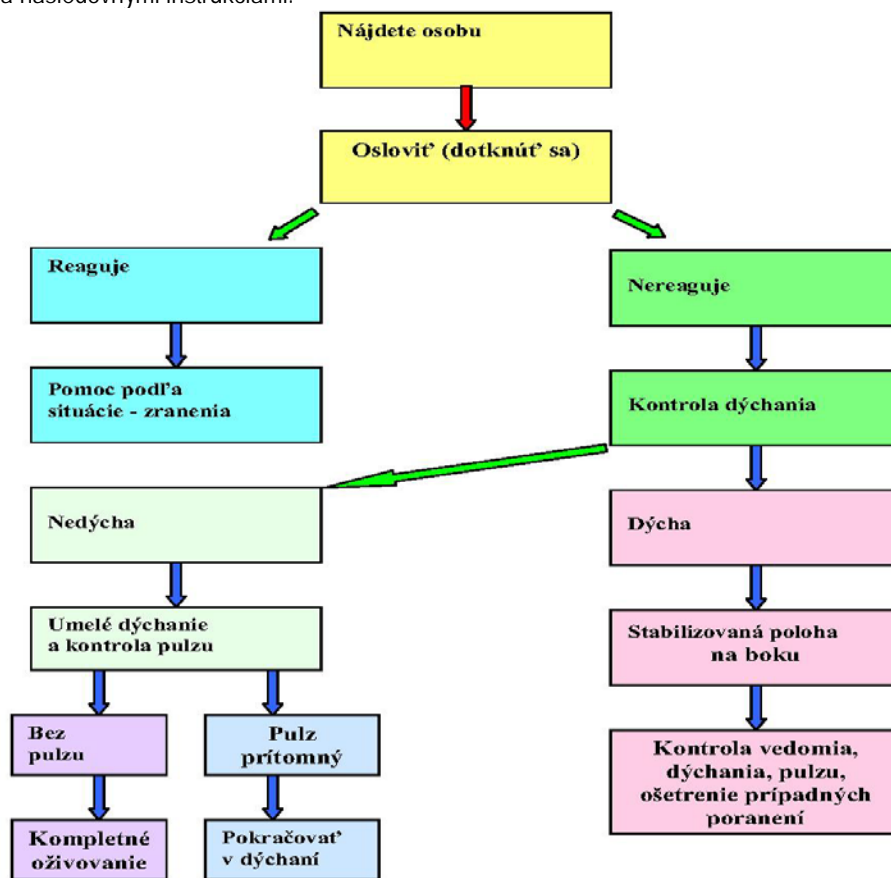 a následovnými inštrukciami.
Nájdete osobu
Osloviť (dotknúť sa)
Reaguje
Nereaguje
Pomoc podľa
situácie - zranenia
Kontrola dýchania
Nedýcha
Dýcha
Umelé dýchanie
a kontrola pulzu
Stabilizovaná poloha
na boku
Bez
pulzu
Pulz
prítomný
Kontrola vedomia,
dýchania, pulzu,
ošetrenie prípadných
poranení
Kompletné
oživovanie
Pokračovať
v dýchaní